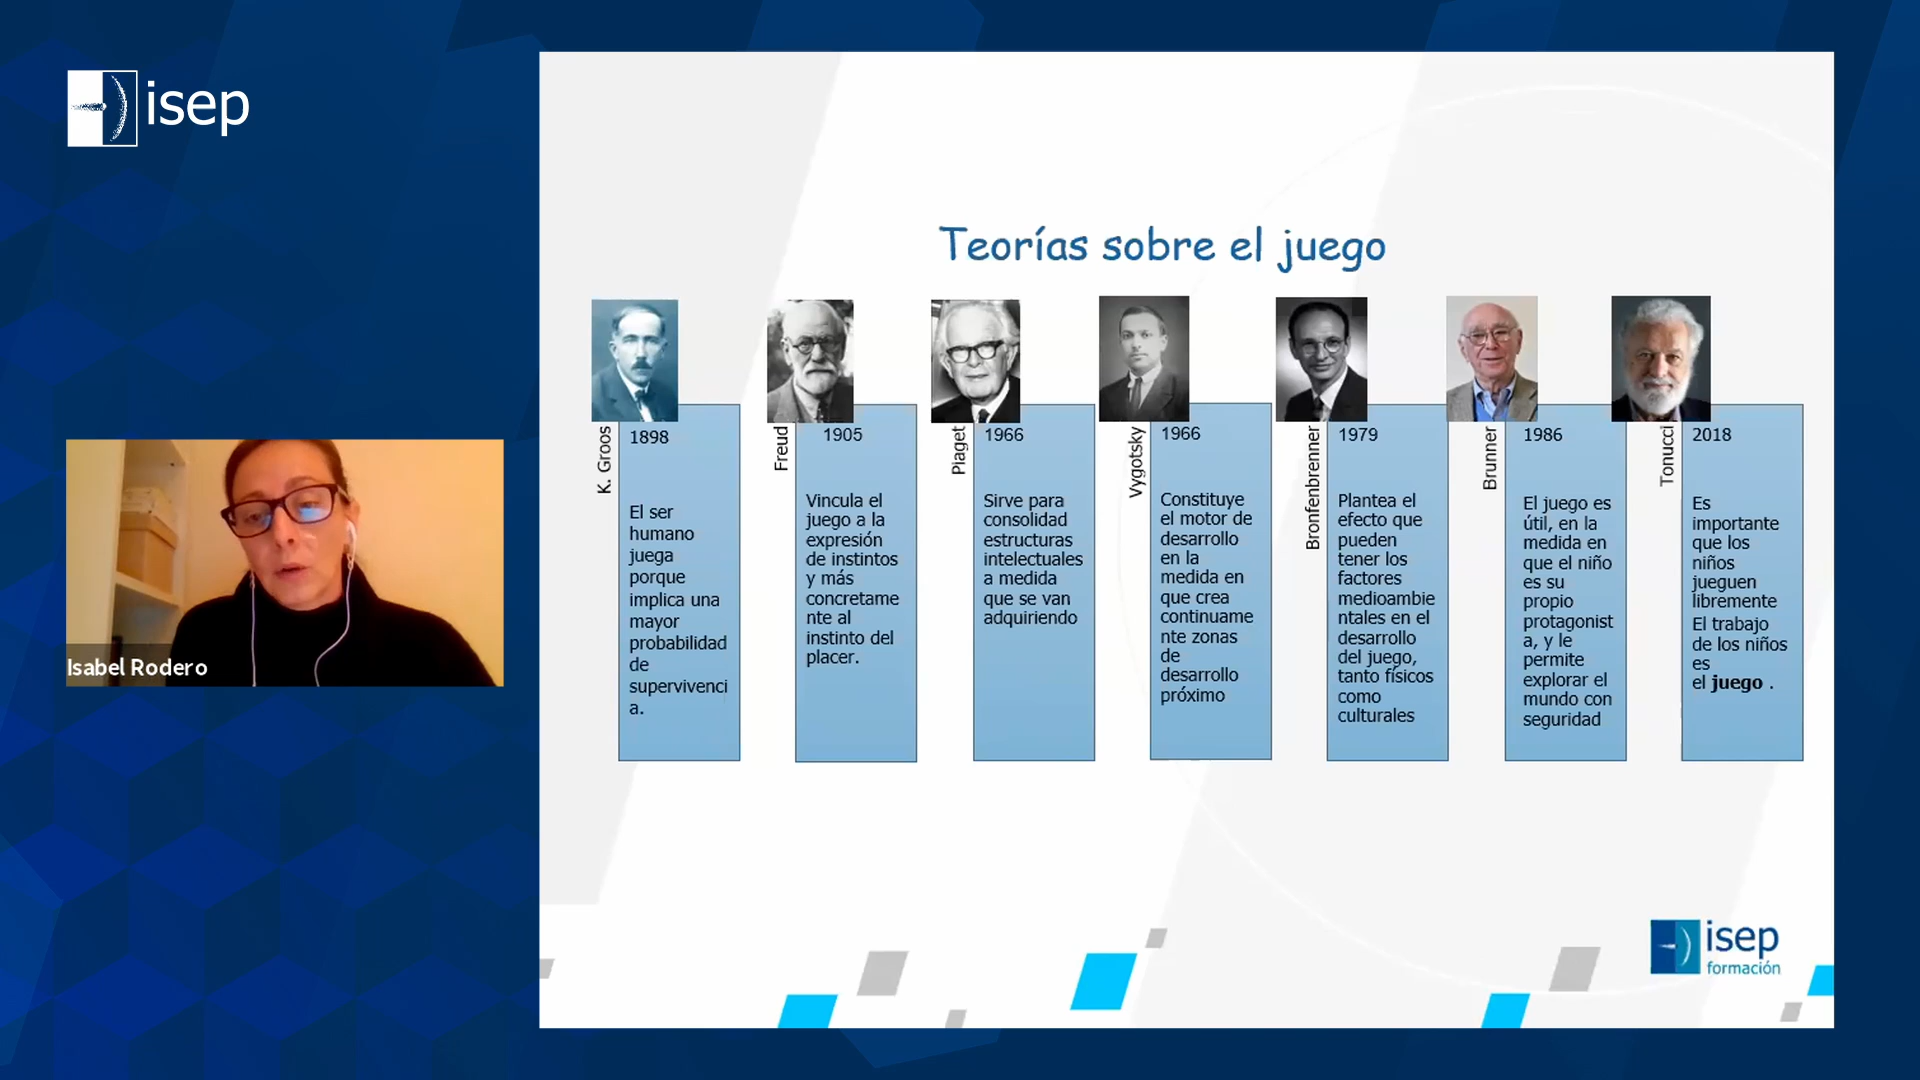 isep
Isabel Rodero
Teorías sobre el juego
K. Groos
1898
El ser
humano
juega
porque
implica una
mayor
probabilidad
de
supervivenci
a.
Freud
1905
Vincula el
juego a la
expresión
de instintos
y más
concretame
nte al
instinto del
placer.
Piaget
1966
Sirve para
consolidad
estructuras
intelectuales
a medida
que se van
adquiriendo
Vygotsky
1966
Constituye
el motor de
desarrollo
en la
medida en
que crea
continuame
nte zonas
de
desarrollo
próximo
Bronfenbrenner
1979
Plantea el
efecto que
pueden
tener los
factores
medioambie
ntales en el
desarrollo
del juego,
tanto físicos
como
culturales
Brunner
1986
El juego es
útil, en la
medida en
que el niño
es su
propio
protagonist
a, y le
permite
explorar el
mundo con
seguridad
Tonucci
2018
Es
importante
que los
niños
jueguen
libremente
El trabajo
de los niños
es
el juego .
isep
formación